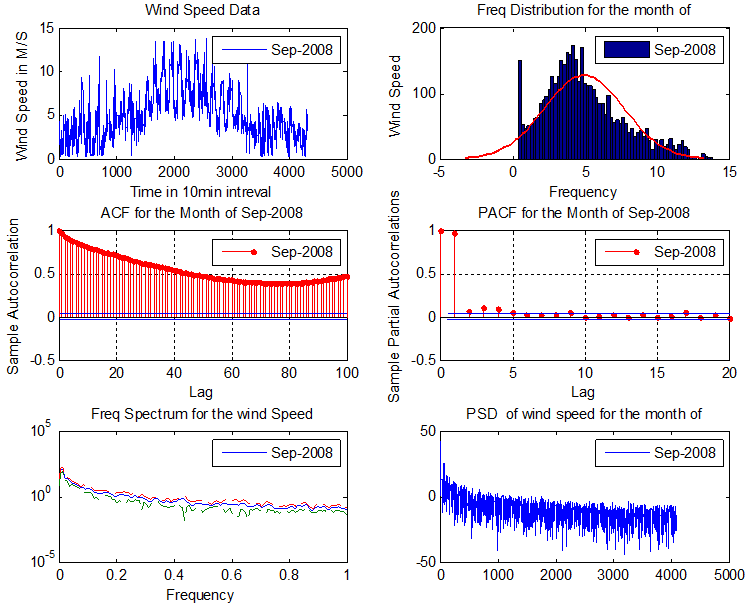 Wind Speed Data
Wind Speed in M/S
15
10
5
0
Sep-2008
0 1000 2000 3000 4000 5000
Time in 10min intreval
Freq Distribution for the month of
Wind Speed
200
100
0
Sep-2008
-5 0 5 10 15
Frequency
ACF for the Month of Sep-2008
Sample Autocorrelation
1
0.5
0
-0.5
Sep-2008
0 20 40 60 80 100
Lag
PACF for the Month of Sep-2008
Sample Partial Autocorrelations
1
0.5
0
-0.5
Sep-2008
0 5 10 15 20
Lag
Freq Spectrum for the wind Speed
10^5
10^0
10^-5
Sep-2008
0 0.2 0.4 0.6 0.8 1
Frequency
PSD of wind speed for the month of
50
0
-50
Sep-2008
0 1000 2000 3000 4000 5000